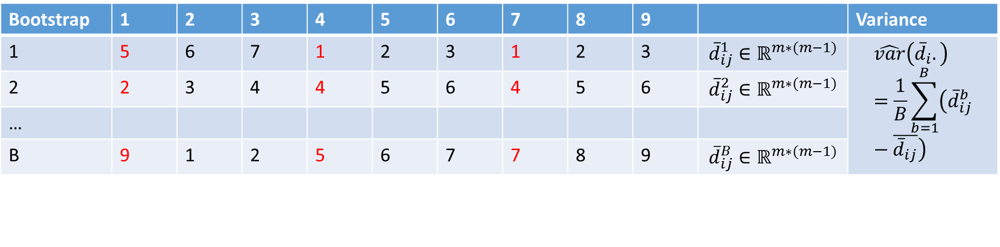 Bootstrap 1 2 3 4 5 6 7 8 9 Variance
1 5 6 7 1 2 3 1 2 3 $\bar{d}_{ij}^{1} \in \mathbb{R}^{m*(m-1)}$ $\widehat{var}(\bar{d}_{i\cdot})$
2 2 3 4 4 5 6 4 5 6 $\bar{d}_{ij}^{2} \in \mathbb{R}^{m*(m-1)}$ $= \frac{1}{B} \sum_{b=1}^{B} (\bar{d}_{ij}^{b}$
...
B 9 1 2 5 6 7 7 8 9 $\bar{d}_{ij}^{B} \in \mathbb{R}^{m*(m-1)}$ $- \overline{\bar{d}_{ij}})$